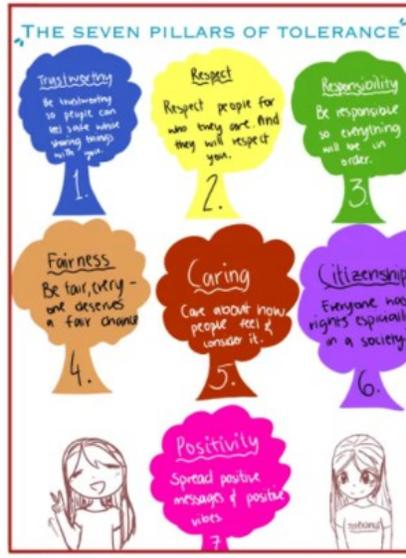 "THE SEVEN PILLARS OF TOLERANCE"
Trustworthy
Be trustworthy
so people can
feel safe while
sharing things
with you.
1.
Respect
Respect people for
who they are. And
they will respect
you.
2.
Responsibility
Be responsible
so everything
will be in
order.
3.
Fairness
Be fair, every-
one deserves
a fair chance
4.
Caring
Care about how
people feel &
consider it.
5.
Citizenship
Everyone has
rights espicially
in a society.
6.
Positivity
Spread positive
messages & positive
vibes
7